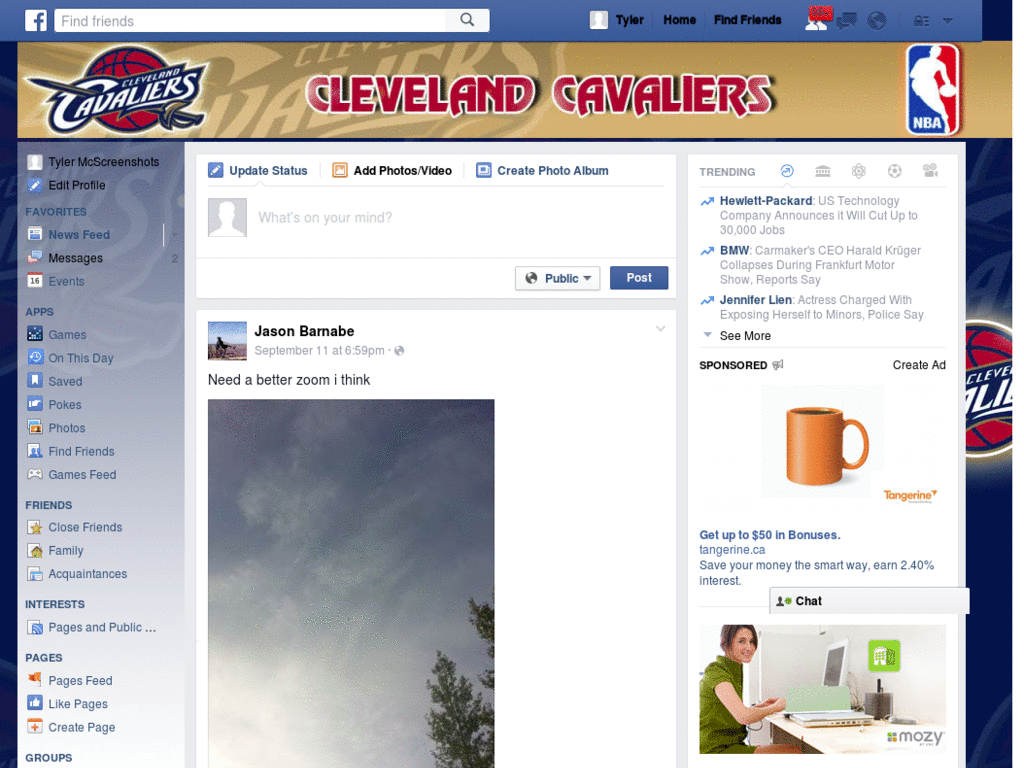 Find friends
Tyler
Home
Find Friends
CLEVELAND
CAVALIERS
CLEVELAND CAVALIERS
NBA
Tyler McScreenshots
Edit Profile
FAVORITES
News Feed
Messages 2
16 Events
APPS
Games
On This Day
Saved
Pokes
Photos
Find Friends
Games Feed
FRIENDS
Close Friends
Family
Acquaintances
INTERESTS
Pages and Public ...
PAGES
Pages Feed
Like Pages
Create Page
GROUPS
Update Status
Add Photos/Video
Create Photo Album
What's on your mind?
Public
Post
Jason Barnabe
September 11 at 6:59pm ·
Need a better zoom i think
TRENDING
Hewlett-Packard: US Technology
Company Announces it Will Cut Up to
30,000 Jobs
BMW: Carmaker's CEO Harald Krüger
Collapses During Frankfurt Motor
Show, Reports Say
Jennifer Lien: Actress Charged With
Exposing Herself to Minors, Police Say
See More
SPONSORED
Create Ad
Tangerine
Get up to $50 in Bonuses.
tangerine.ca
Save your money the smart way, earn 2.40%
interest.
Chat
mozy